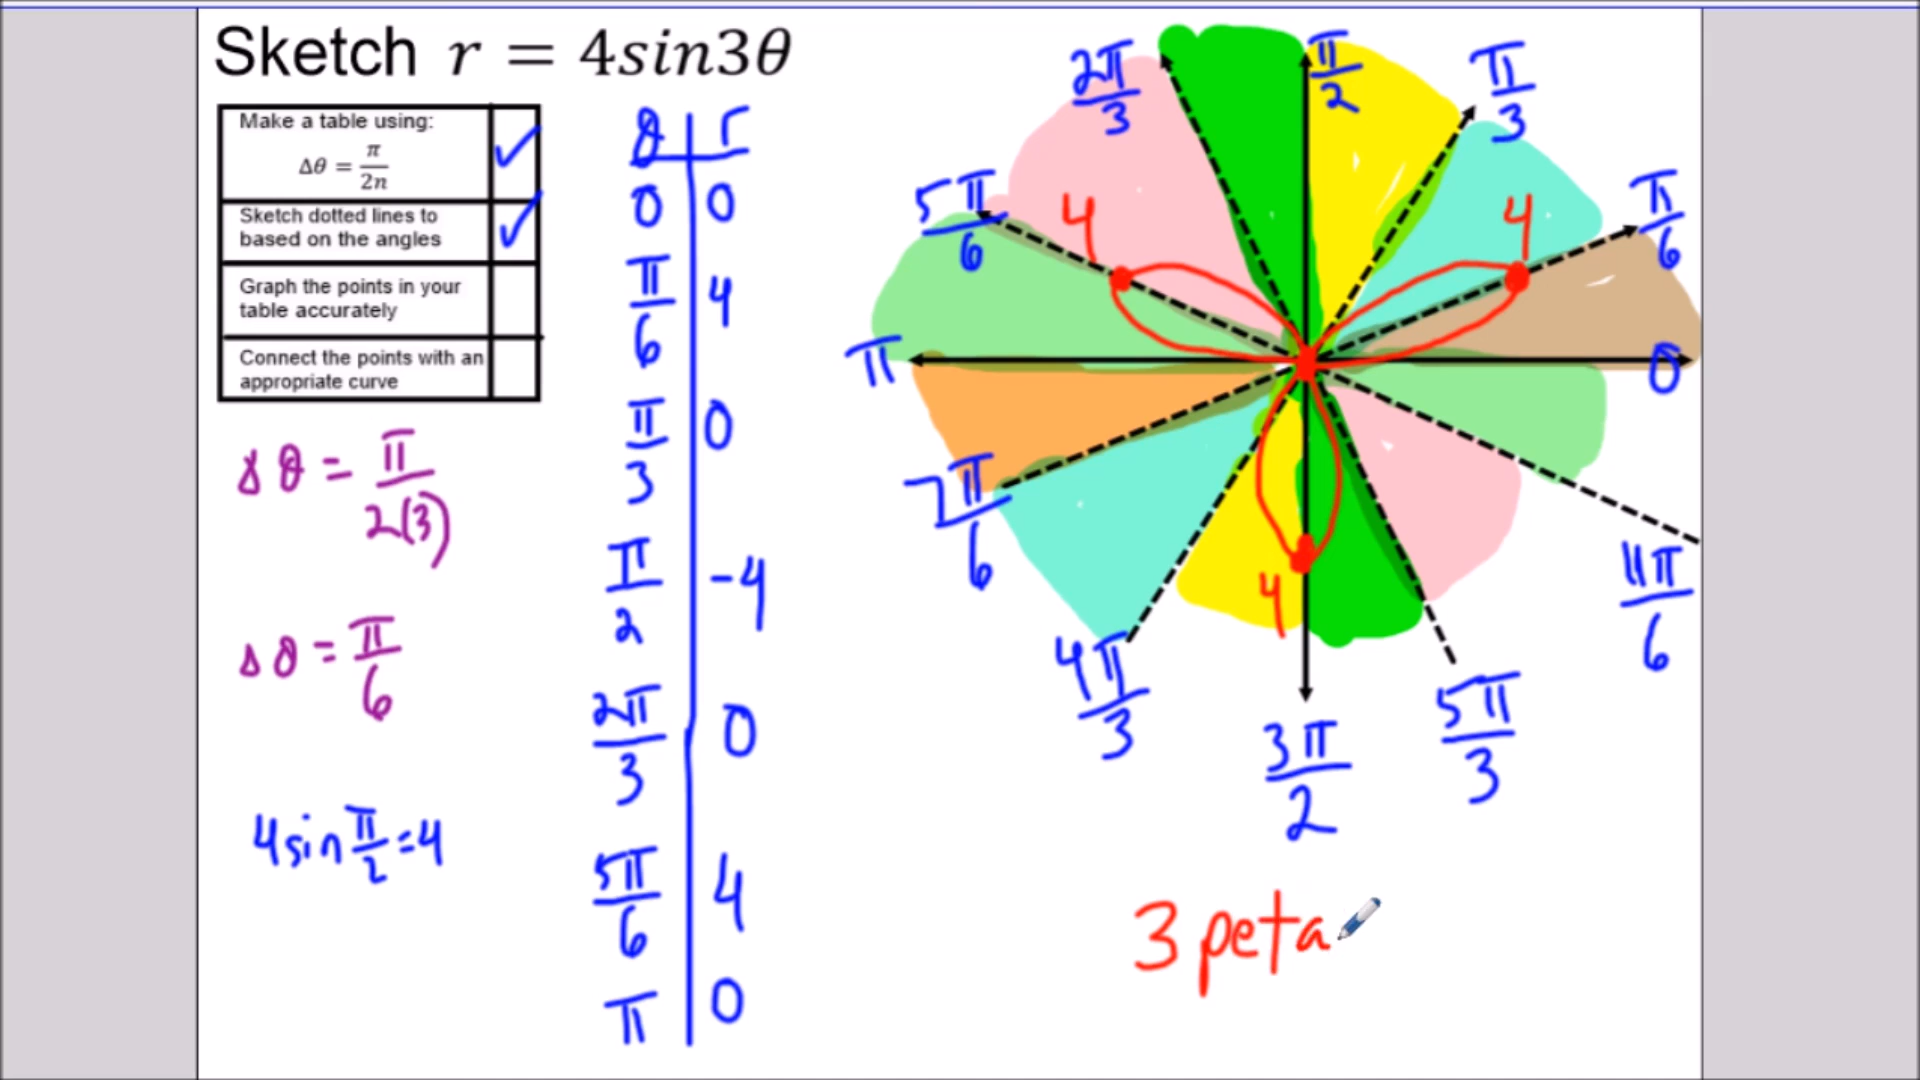 Sketch r = 4sin3θ
Make a table using:
Δθ = π/2n
Sketch dotted lines to
based on the angles
Graph the points in your
table accurately
Connect the points with an
appropriate curve
Δθ = π/2(3)
Δθ = π/6
4sin π/2 = 4
θ | r
0 | 0
π/6 | 4
π/3 | 0
π/2 | -4
2π/3 | 0
5π/6 | 4
π | 0
π/2
2π/3
π/3
5π/6
π/6
4
4
π
0
7π/6
11π/6
4
4π/3
5π/3
3π/2
3 peta